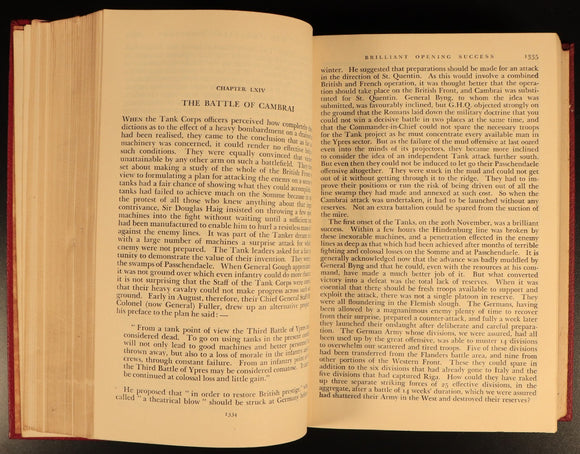 CHAPTER LXIV
THE BATTLE OF CAMBRAI
WHEN the Tank Corps officers perceived how completely the
dictions as to the effect of a heavy bombardment on a drainage
had been realised, they came to the conclusion that as far as
machinery was concerned, it could render no effective help
such conditions. They were equally convinced that
unattainable by any other arm on such a battlefield. They
set about making a study of the whole of the British Front
view to formulating a plan for attacking the enemy on a sector
tanks had a fair chance of showing what they could accomplish.
tanks had failed to achieve much on the Somme because in
the protest of all those who knew anything about that
contrivance, Sir Douglas Haig insisted on throwing a few
machines into the fight without waiting until a sufficient
had been manufactured to enable him to hurl a resistless mass
against the enemy lines. It was part of the Tanker design
with a large number of machines a surprise attack for which
enemy were not prepared. The Tank leaders asked for a
tunity to demonstrate the value of their invention. They
the swamps of Passchendaele. When General Gough
it was not ground over which even infantry could do more than
it is not surprising that the Staff of the Tank Corps were
that their heavy cavalry could not make progress across such
ground. Early in August, therefore, their Chief General Staff
Colonel (now General) Fuller, drew up an alternative project
his preface to the plan he said :—
" From a tank point of view the Third Battle of Ypres
considered dead. To go on using tanks in the present conditions
will not only lead to good machines and better personnel
thrown away, but also to a loss of morale in the infantry and
crews, through constant failure. From an infantry point of
the Third Battle of Ypres may be considered comatose. It can
be continued at colossal loss and little gain."
He proposed that " in order to restore British prestige
called " a theatrical blow " should be struck at Germany before
1334
BRILLIANT OPENING SUCCESS 1335
winter. He suggested that preparations should be made for an attack
in the direction of St. Quentin. As this would involve a combined
British and French operation, it was thought better that the opera-
tion should take place on the British Front, and Cambrai was substi-
tuted for St. Quentin. General Byng, to whom the idea was
submitted, was favourably inclined, but G.H.Q. objected strongly on
the ground that the Romans laid down the military doctrine that you
could not win a decisive battle in two places at the same time, and
that the Commander-in-Chief could not spare the necessary troops
for the Tank project as he must concentrate every available man in
the Ypres sector. But as the failure of the mud offensive at last oozed
even into the minds of its projectors, they became more inclined
to consider the idea of an independent Tank attack further south.
But even then they could not be induced to let go their Passchendaele
offensive altogether. They were stuck in the mud and could not get
out of it without getting through it to the ridge. They had to im-
prove their positions or run the risk of being driven out of all the
line swamp they had annexed and wreckage at such cost. So when the
Cambrai attack was undertaken, it had to be launched without any
reserves. Not an extra battalion could be spared from the suction of
the mire.
The first onset of the Tanks, on the 20th November, was a brilliant
success. Within a few hours the Hindenburg line was broken by
these inexorable machines, and a penetration effected in the enemy
lines as deep as that which had been achieved after months of terrible
fighting and colossal losses on the Somme and at Passchendaele. It is
generally acknowledged now that the advance was badly muddled by
General Byng and that he could, even with the resources at his com-
mand, have made a much better job of it. But what converted
victory into a defeat was the total lack of reserves. When it was
essential that there should be fresh troops available to support and
exploit the attack, there was not a single platoon in reserve. They
were all floundering in the Flemish slough. The Germans, having
been allowed by a magnanimous enemy plenty of time to recover
from their surprise, prepared a counter-attack, and fully a week later
they launched their onslaught after deliberate and careful prepara-
tion. The German Army whose divisions, we were assured, had all
been used up by the great offensive, was able to muster 14 divisions
to overwhelm our scattered and tired troops. Five of these divisions
had been transferred from the Flanders battle area, and nine from
other portions of the Western Front. These they could spare in
addition to the six divisions that had already gone to Italy and the
five divisions that had captured Riga. How could they have raked
up three separate striking forces of 25 effective divisions, in the
aggregate, after a battle of 14 weeks' duration, which we were assured
had shattered their Army in the West and destroyed their reserves?